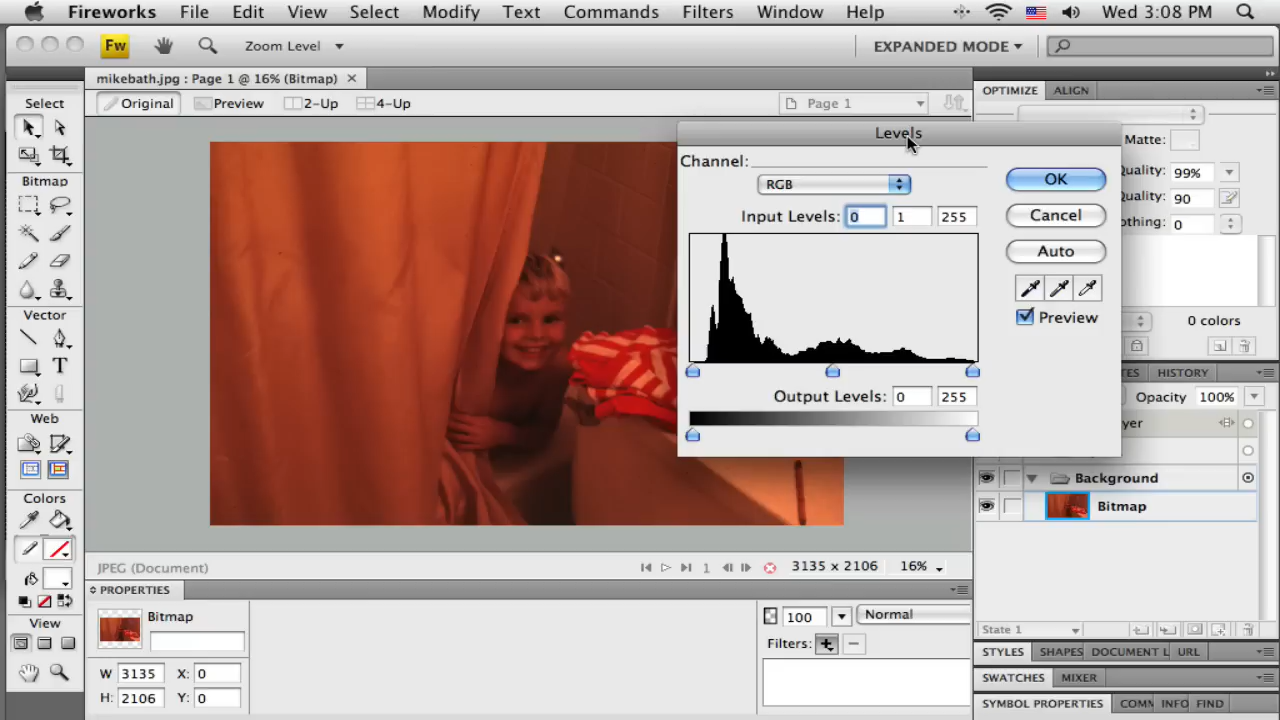 Fireworks File Edit View Select Modify Text Commands Filters Window Help Wed 3:08 PM
Fw Zoom Level EXPANDED MODE
mikebath.jpg : Page 1 @ 16% (Bitmap)
Original Preview 2-Up 4-Up Page 1
OPTIMIZE ALIGN
Matte:
Quality: 99%
Quality: 90
0
0 colors
HISTORY
Opacity 100%
Background
Bitmap
State 1
STYLES SHAPES DOCUMENT L URL
SWATCHES MIXER
SYMBOL PROPERTIES COMM INFO FIND
Select
Bitmap
Vector
T
Web
Colors
View
Levels
Channel:
RGB
Input Levels: 0 1 255
Output Levels: 0 255
OK
Cancel
Auto
Preview
JPEG (Document) 1 3135 x 2106 16%
PROPERTIES
Bitmap
W 3135 X: 0
H: 2106 Y: 0
100 Normal
Filters: